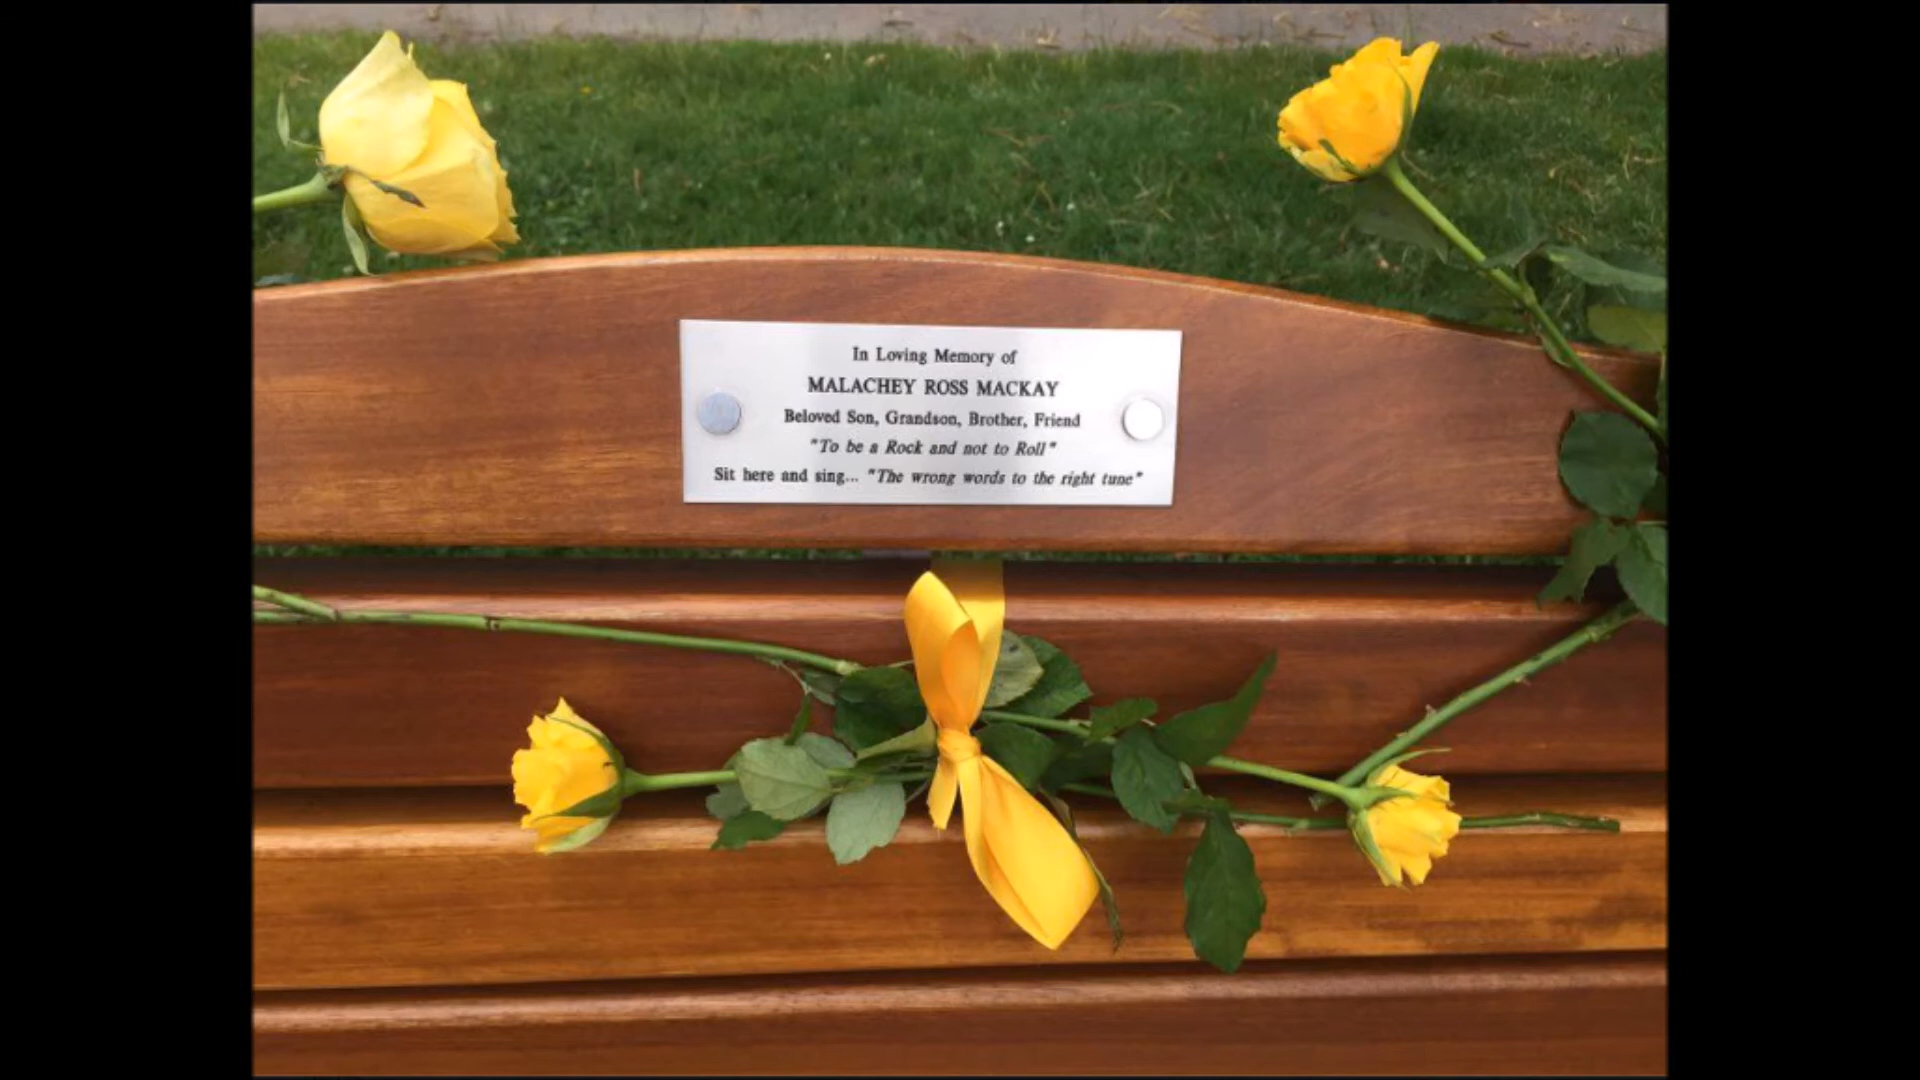 In Loving Memory of
MALACHEY ROSS MACKAY
Beloved Son, Grandson, Brother, Friend
"To be a Rock and not to Roll"
Sit here and sing... "The wrong words to the right tune"